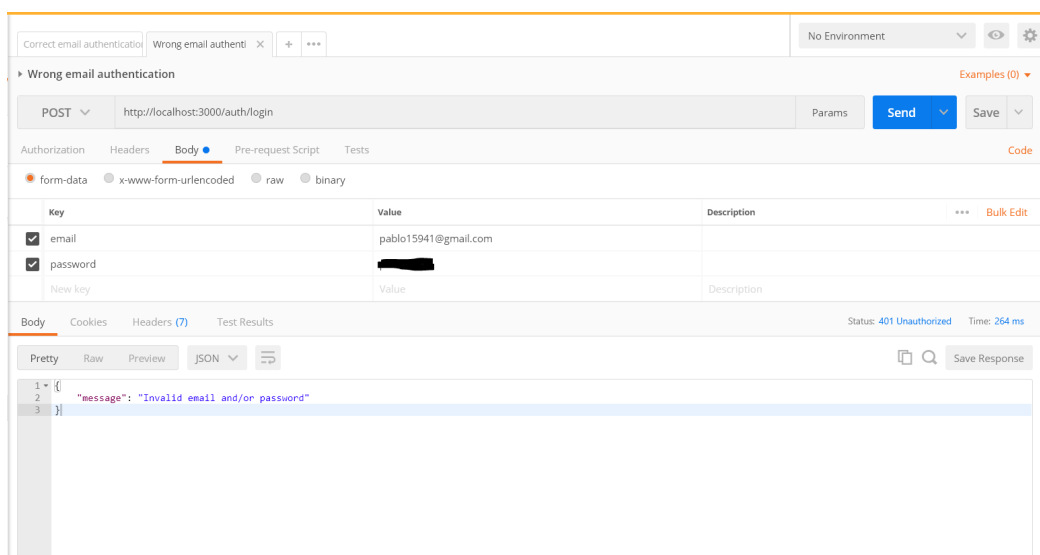 Correct email authentication Wrong email authenti × + ••• No Environment
Wrong email authentication Examples (0)
POST http://localhost:3000/auth/login Params Send Save
Authorization Headers Body Pre-request Script Tests Code
form-data x-www-form-urlencoded raw binary
Key Value Description ••• Bulk Edit
email pablo15941@gmail.com
password
New key Value Description
Body Cookies Headers (7) Test Results Status: 401 Unauthorized Time: 264 ms
Pretty Raw Preview JSON Save Response
1 {
2 "message": "Invalid email and/or password"
3 }